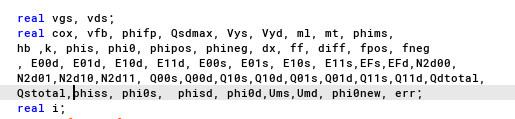 real vgs, vds;
real cox, vfb, phifp, Qsdmax, Vys, Vyd, ml, mt, phims,
hb ,k, phis, phi0, phipos, phineg, dx, ff, diff, fpos, fneg
, E00d, E01d, E10d, E11d, E00s, E01s, E10s, E11s,EFs,EFd,N2d00,
N2d01,N2d10,N2d11, Q00s,Q00d,Q10s,Q10d,Q01s,Q01d,Q11s,Q11d,Qdtotal,
Qstotal,phiss, phi0s, phisd, phi0d,Ums,Umd, phi0new, err;
real i;